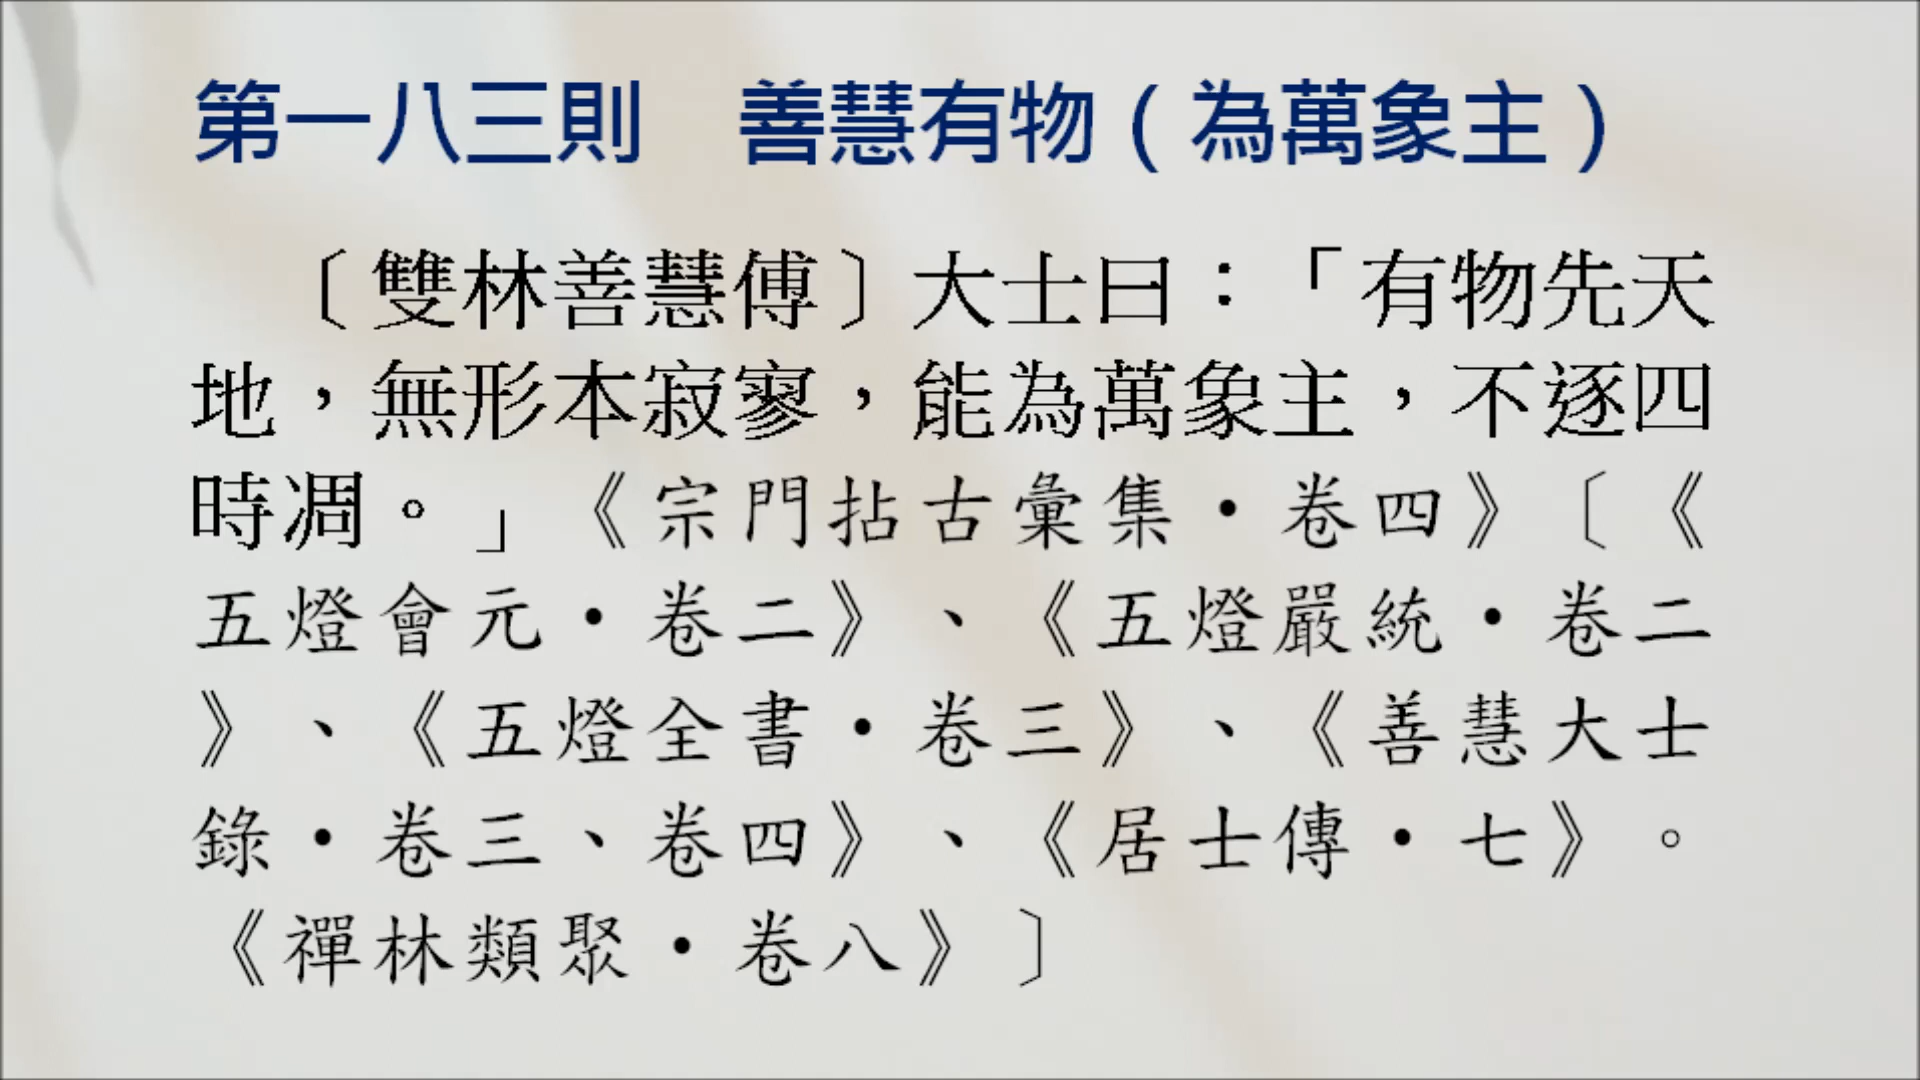 第一八三則　善慧有物（為萬象主）
〔雙林善慧傅〕大士曰：「有物先天
地，無形本寂寥，能為萬象主，不逐四
時凋。」《宗門拈古彙集・卷四》〔《
五燈會元・卷二》、《五燈嚴統・卷二
》、《五燈全書・卷三》、《善慧大士
錄・卷三、卷四》、《居士傳・七》。
《禪林類聚・卷八》〕